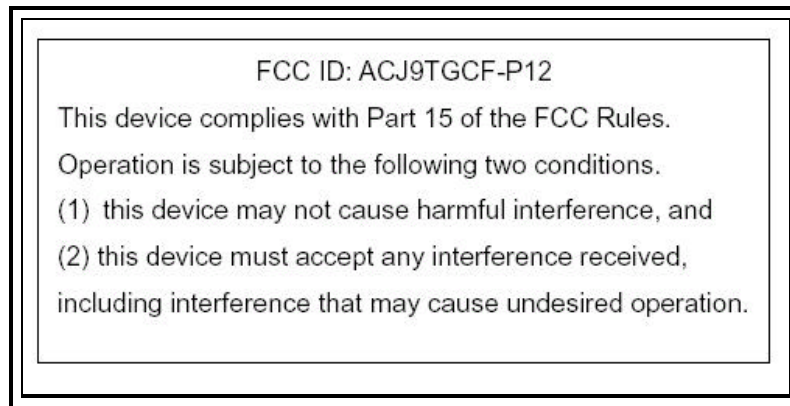 FCC ID: ACJ9TGCF-P12
This device complies with Part 15 of the FCC Rules.
Operation is subject to the following two conditions.
(1) this device may not cause harmful interference, and
(2) this device must accept any interference received,
including interference that may cause undesired operation.